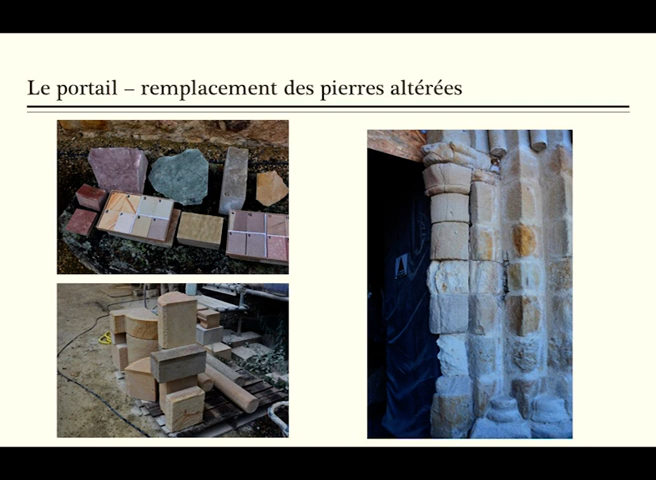 Le portail – remplacement des pierres altérées